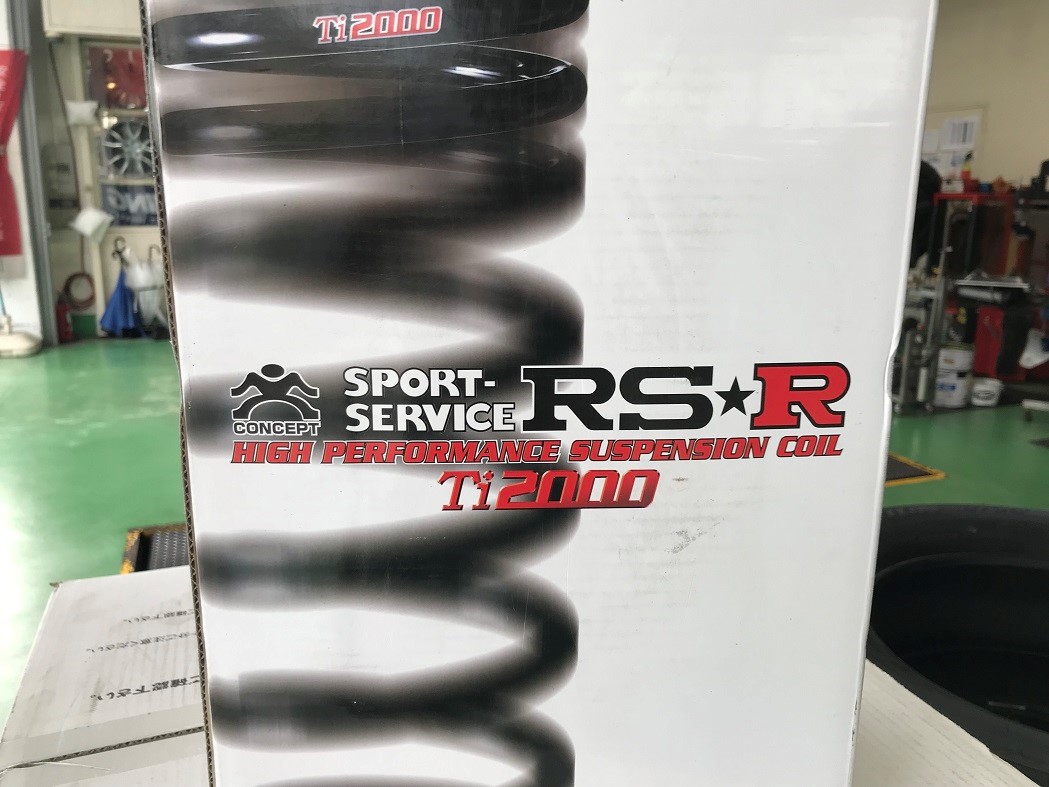 Ti2000
CONCEPT
SPORT-
SERVICE
RS★R
HIGH PERFORMANCE SUSPENSION COIL
Ti2000